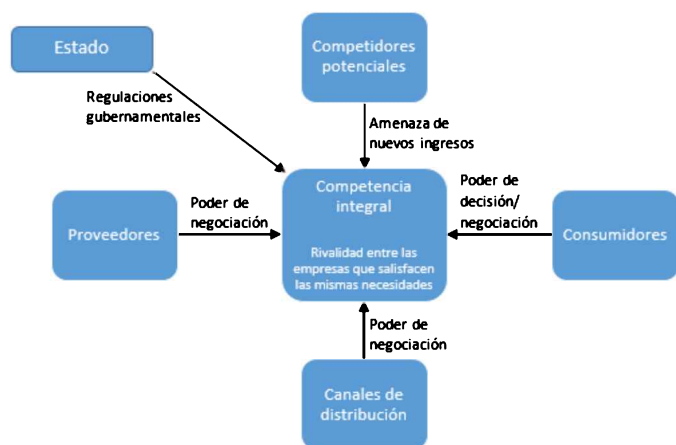 Estado
Competidores
potenciales
Regulaciones
gubernamentales
Amenaza de
nuevos ingresos
Proveedores
Poder de
negociación
Competencia
integral
Rivalidad entre las
empresas que satisfacen
las mismas necesidades
Poder de
decisión/
negociación
Consumidores
Poder de
negociación
Canales de
distribución